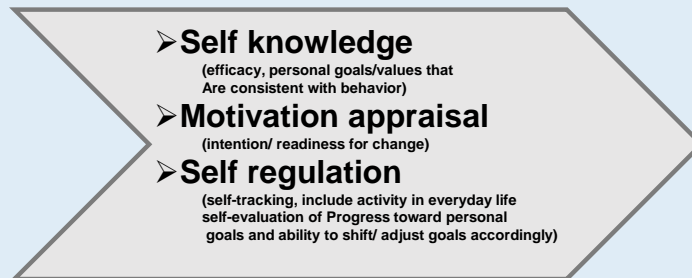 ➢Self knowledge
(efficacy, personal goals/values that
Are consistent with behavior)
➢Motivation appraisal
(intention/ readiness for change)
➢Self regulation
(self-tracking, include activity in everyday life
self-evaluation of Progress toward personal
goals and ability to shift/ adjust goals accordingly)